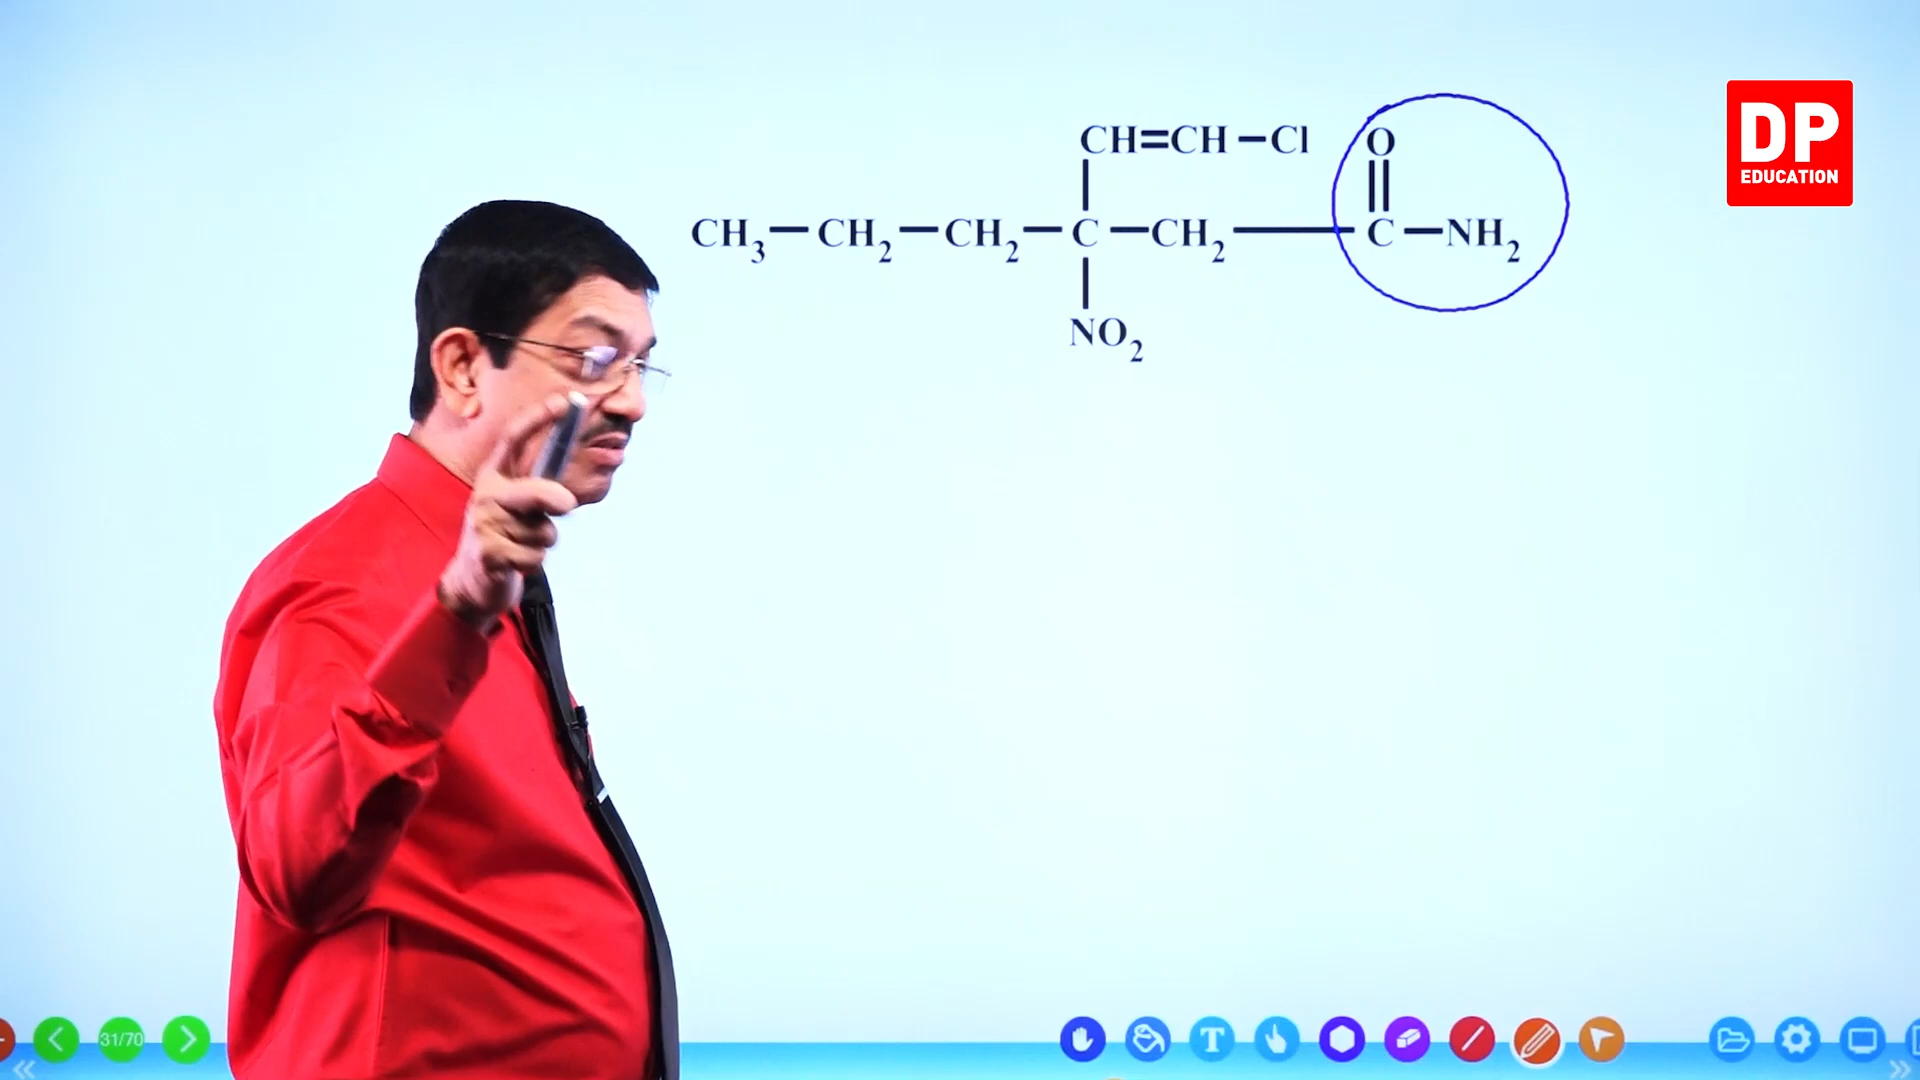 DP
EDUCATION
CH=CH–Cl O
CH₃–CH₂–CH₂–C–CH₂–C–NH₂
NO₂
31/70
T